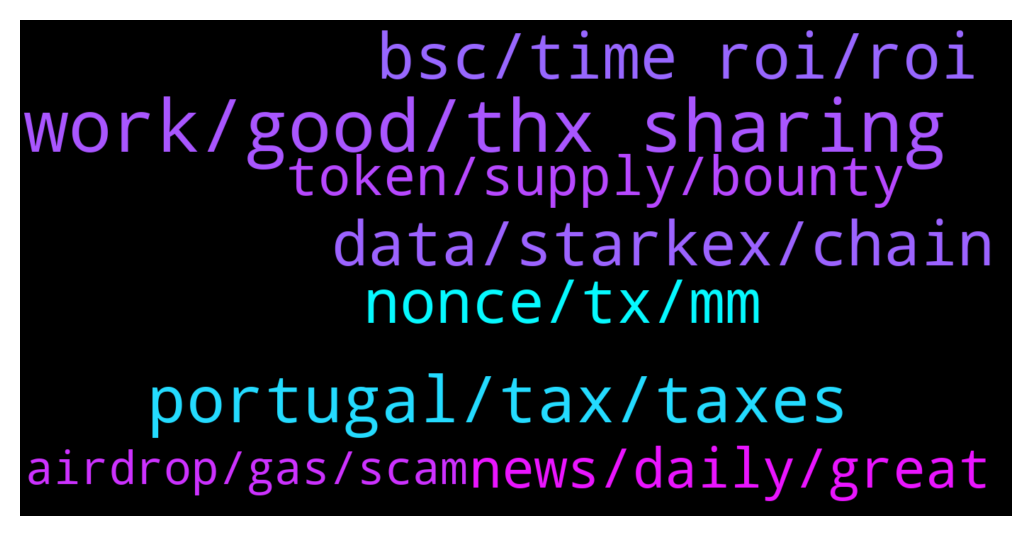 bsc/time roi/roi
work/good/thx sharing
token/supply/bounty
data/starkex/chain
nonce/tx/mm
portugal/tax/taxes
airdrop/gas/scam
news/daily/great